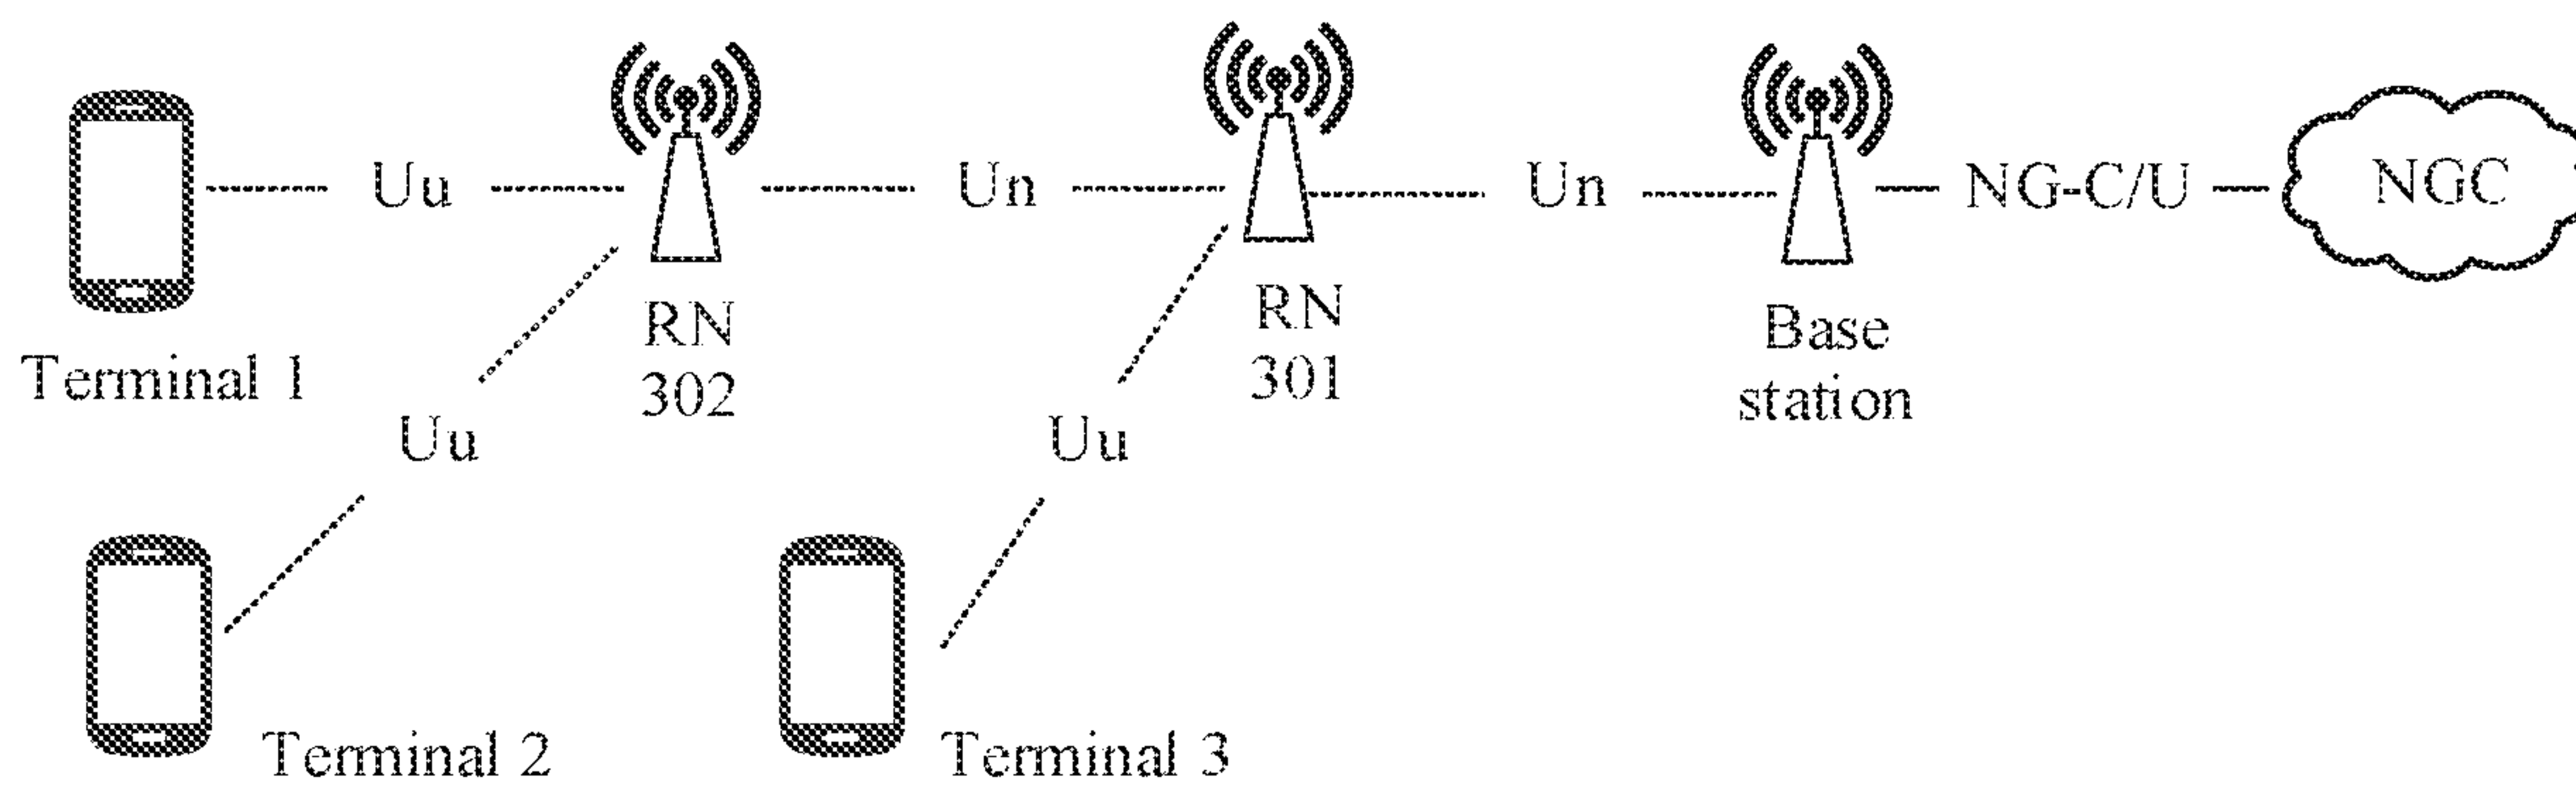 Uu Un Un NG-C/U NGC
Terminal 1
RN
302
RN
301
Base
station
Uu Uu
Terminal 2 Terminal 3